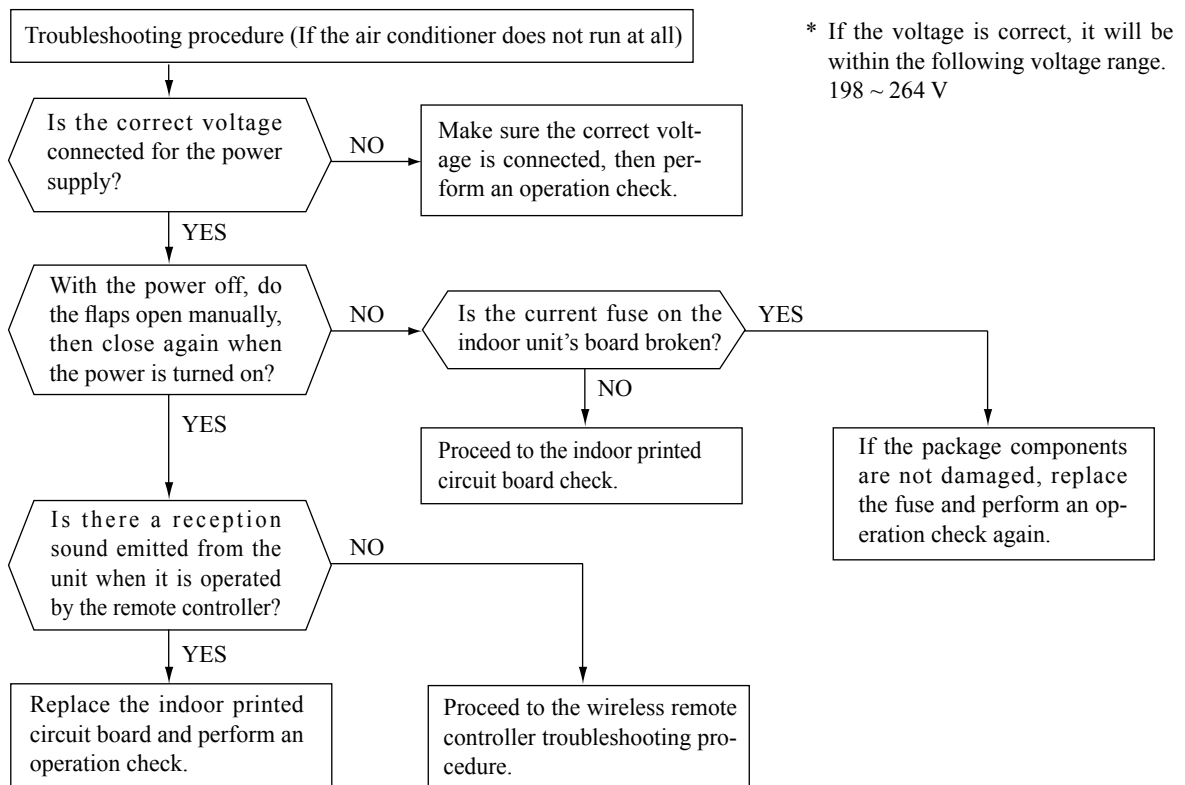 Troubleshooting procedure (If the air conditioner does not run at all)
* If the voltage is correct, it will be
within the following voltage range.
198 ~ 264 V
Is the correct voltage
connected for the power
supply?
NO
Make sure the correct volt-
age is connected, then per-
form an operation check.
YES
With the power off, do
the flaps open manually,
then close again when
the power is turned on?
NO
Is the current fuse on the
indoor unit's board broken?
YES
NO
YES
Proceed to the indoor printed
circuit board check.
If the package components
are not damaged, replace
the fuse and perform an op-
eration check again.
Is there a reception
sound emitted from the
unit when it is operated
by the remote controller?
NO
YES
Replace the indoor printed
circuit board and perform an
operation check.
Proceed to the wireless remote
controller troubleshooting pro-
cedure.